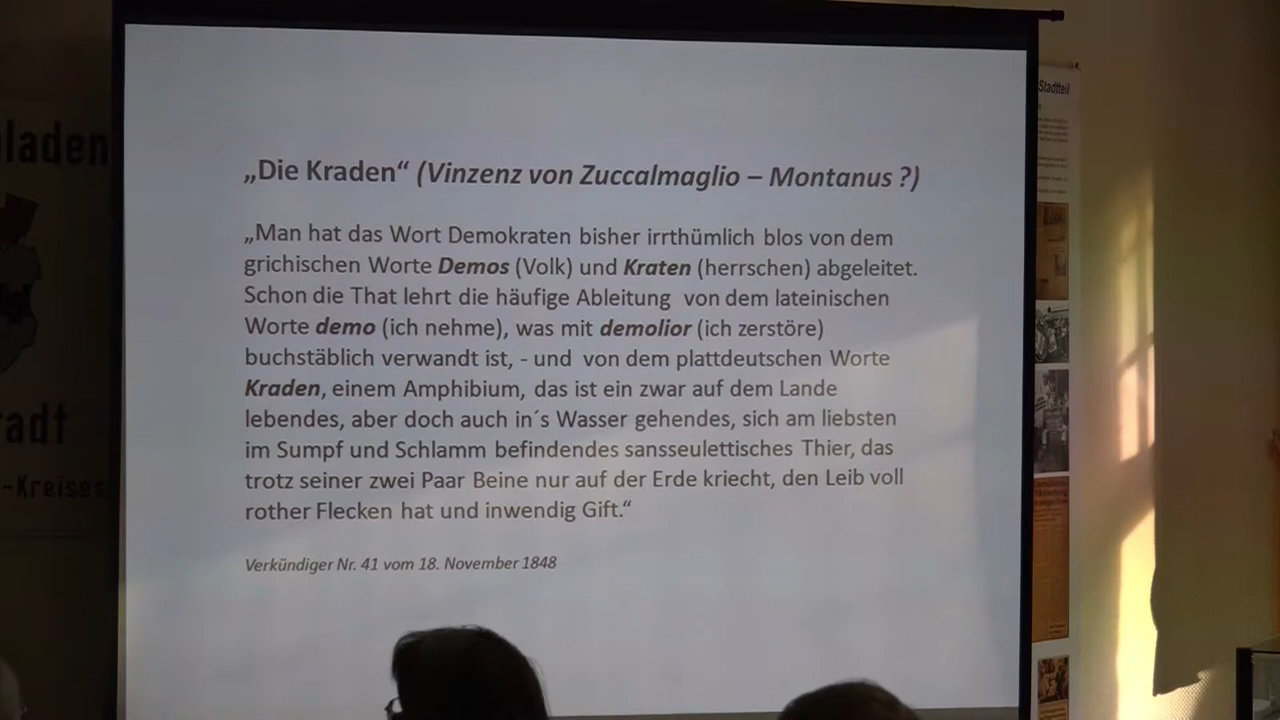 „Die Kraden“ (Vinzenz von Zuccalmaglio – Montanus ?)
„Man hat das Wort Demokraten bisher irrthümlich blos von dem
grichischen Worte Demos (Volk) und Kraten (herrschen) abgeleitet.
Schon die That lehrt die häufige Ableitung von dem lateinischen
Worte demo (ich nehme), was mit demolior (ich zerstöre)
buchstäblich verwandt ist, - und von dem plattdeutschen Worte
Kraden, einem Amphibium, das ist ein zwar auf dem Lande
lebendes, aber doch auch in´s Wasser gehendes, sich am liebsten
im Sumpf und Schlamm befindendes sansseulettisches Thier, das
trotz seiner zwei Paar Beine nur auf der Erde kriecht, den Leib voll
rother Flecken hat und inwendig Gift.“
Verkündiger Nr. 41 vom 18. November 1848
laden
adt
-Kreises
Stadtteil